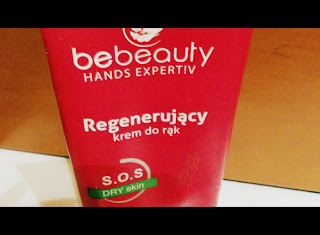 bebeauty
HANDS EXPERTIV
Regenerujący
krem do rąk
S.O.S
DRY skin